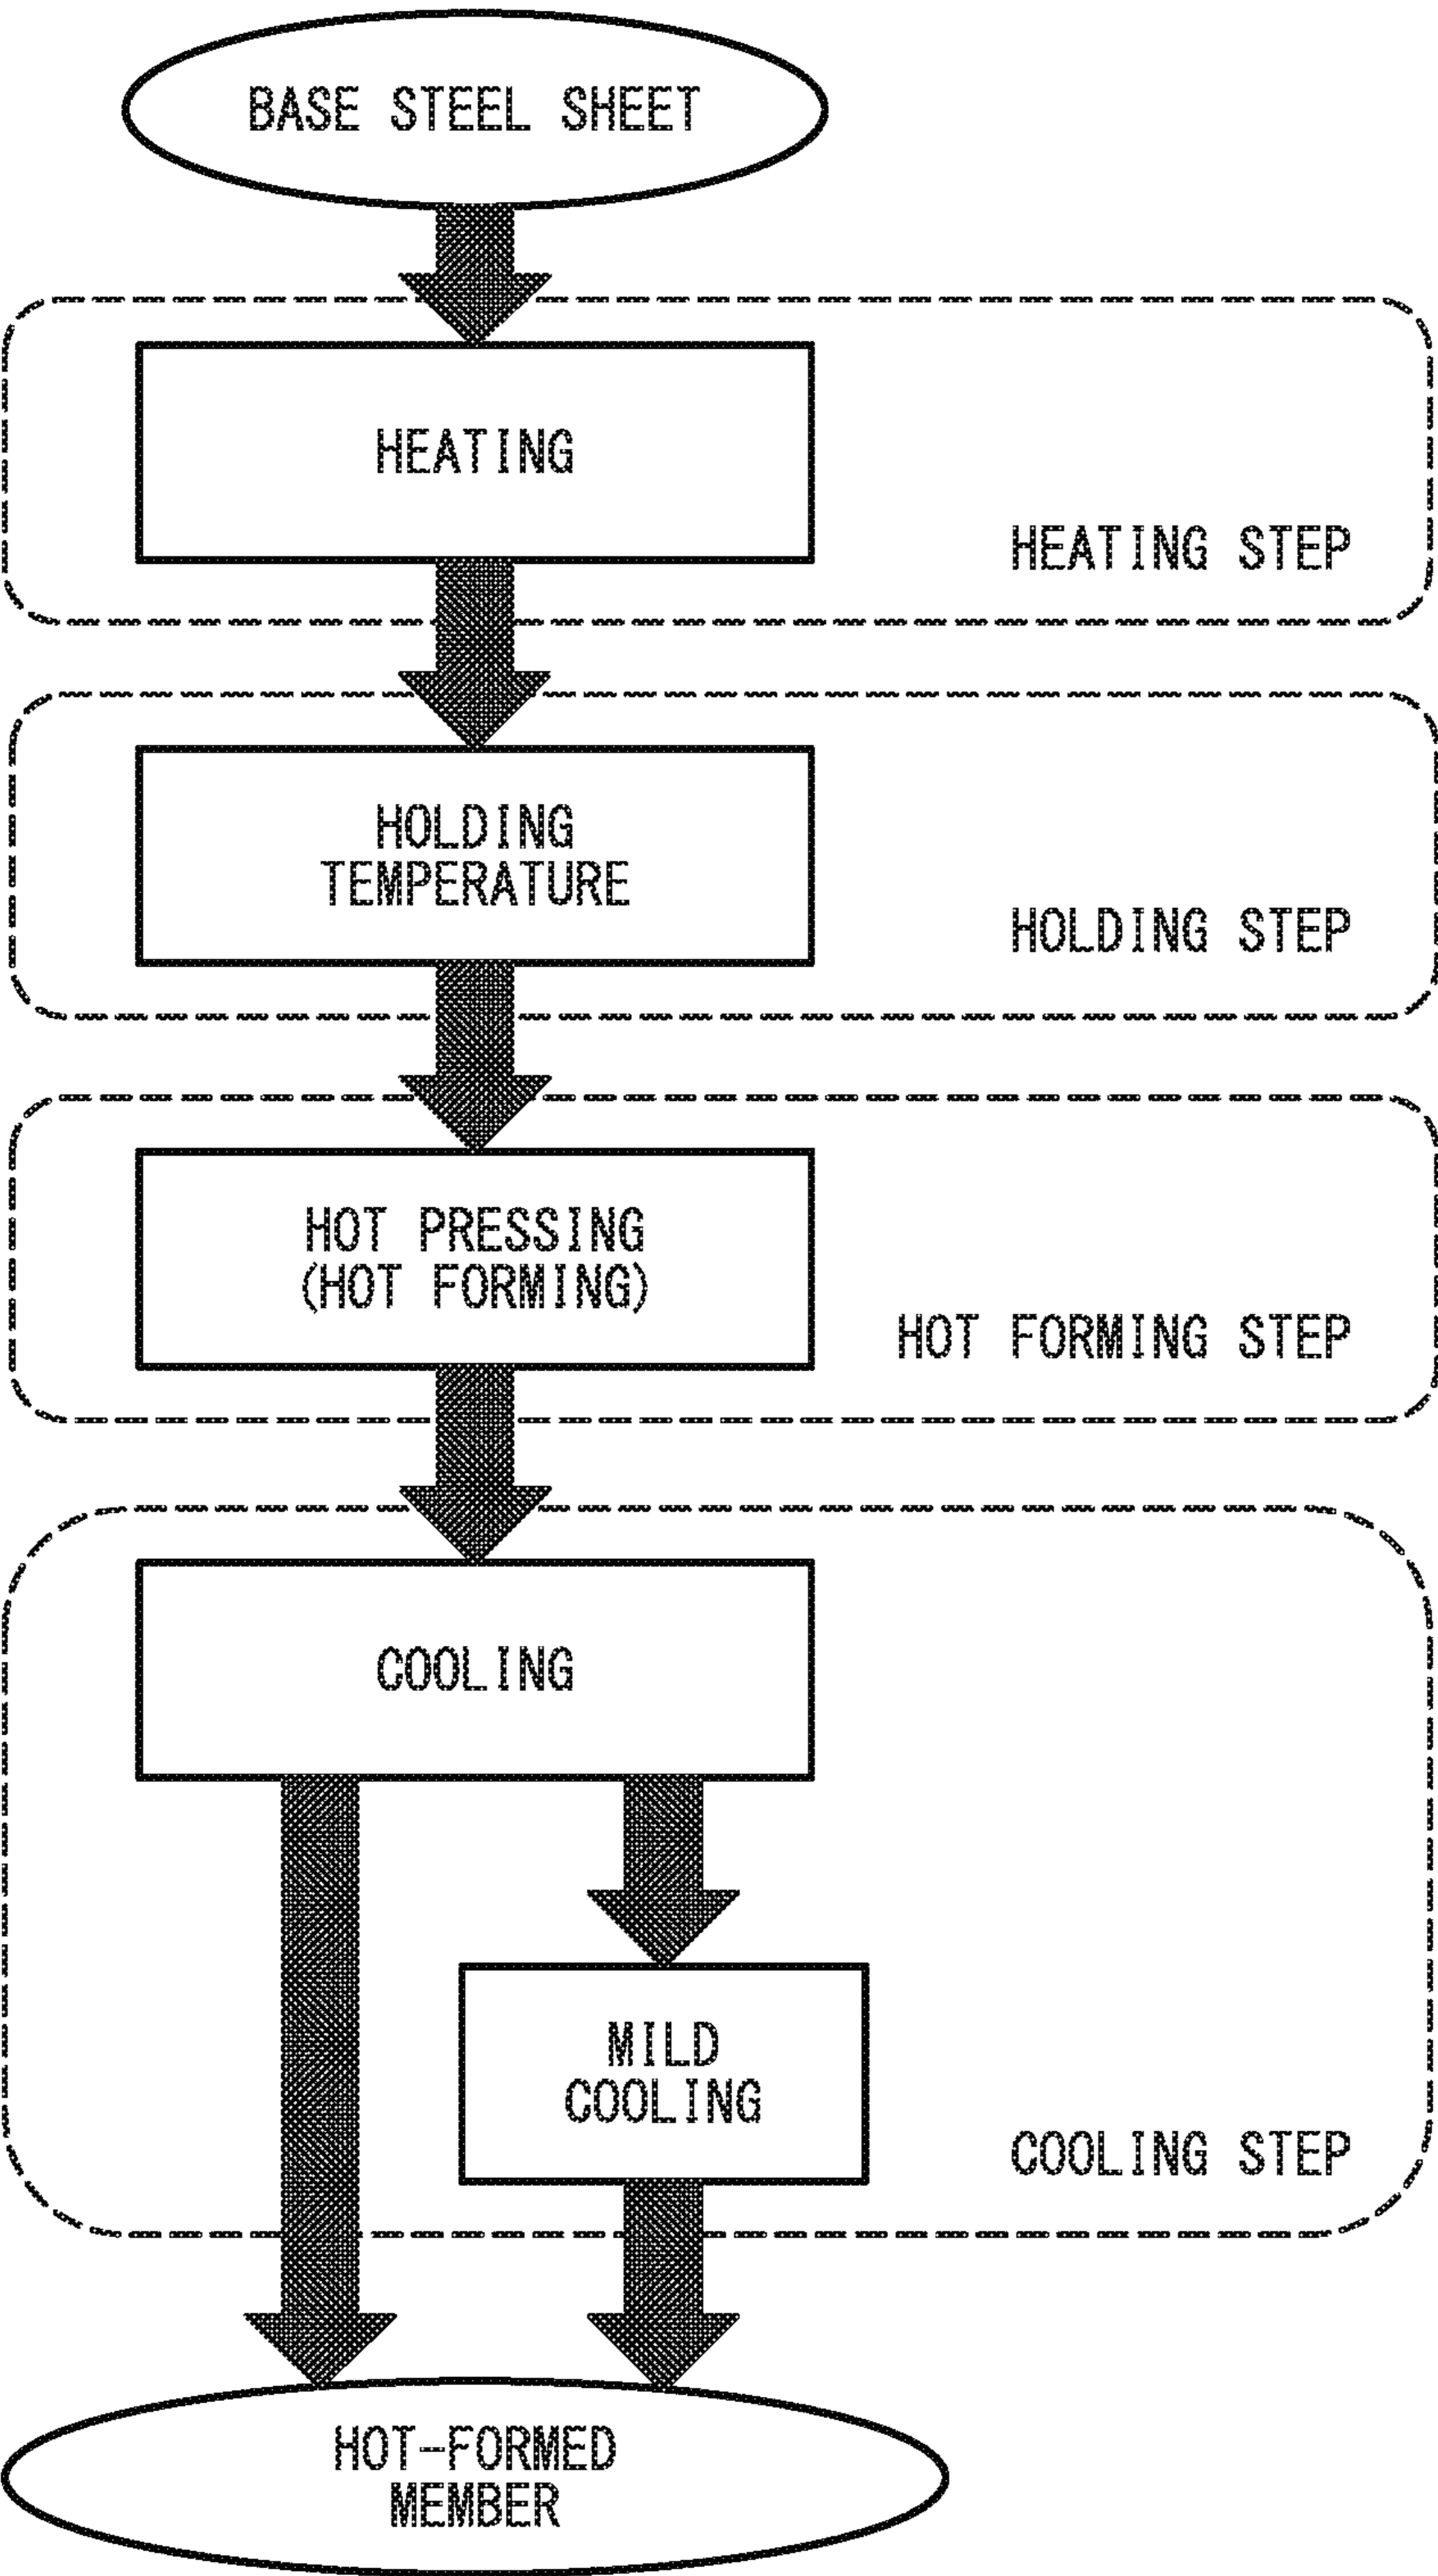 BASE STEEL SHEET
HEATING
HEATING STEP
HOLDING
TEMPERATURE
HOLDING STEP
HOT PRESSING
(HOT FORMING)
HOT FORMING STEP
COOLING
MILD
COOLING
COOLING STEP
HOT-FORMED
MEMBER